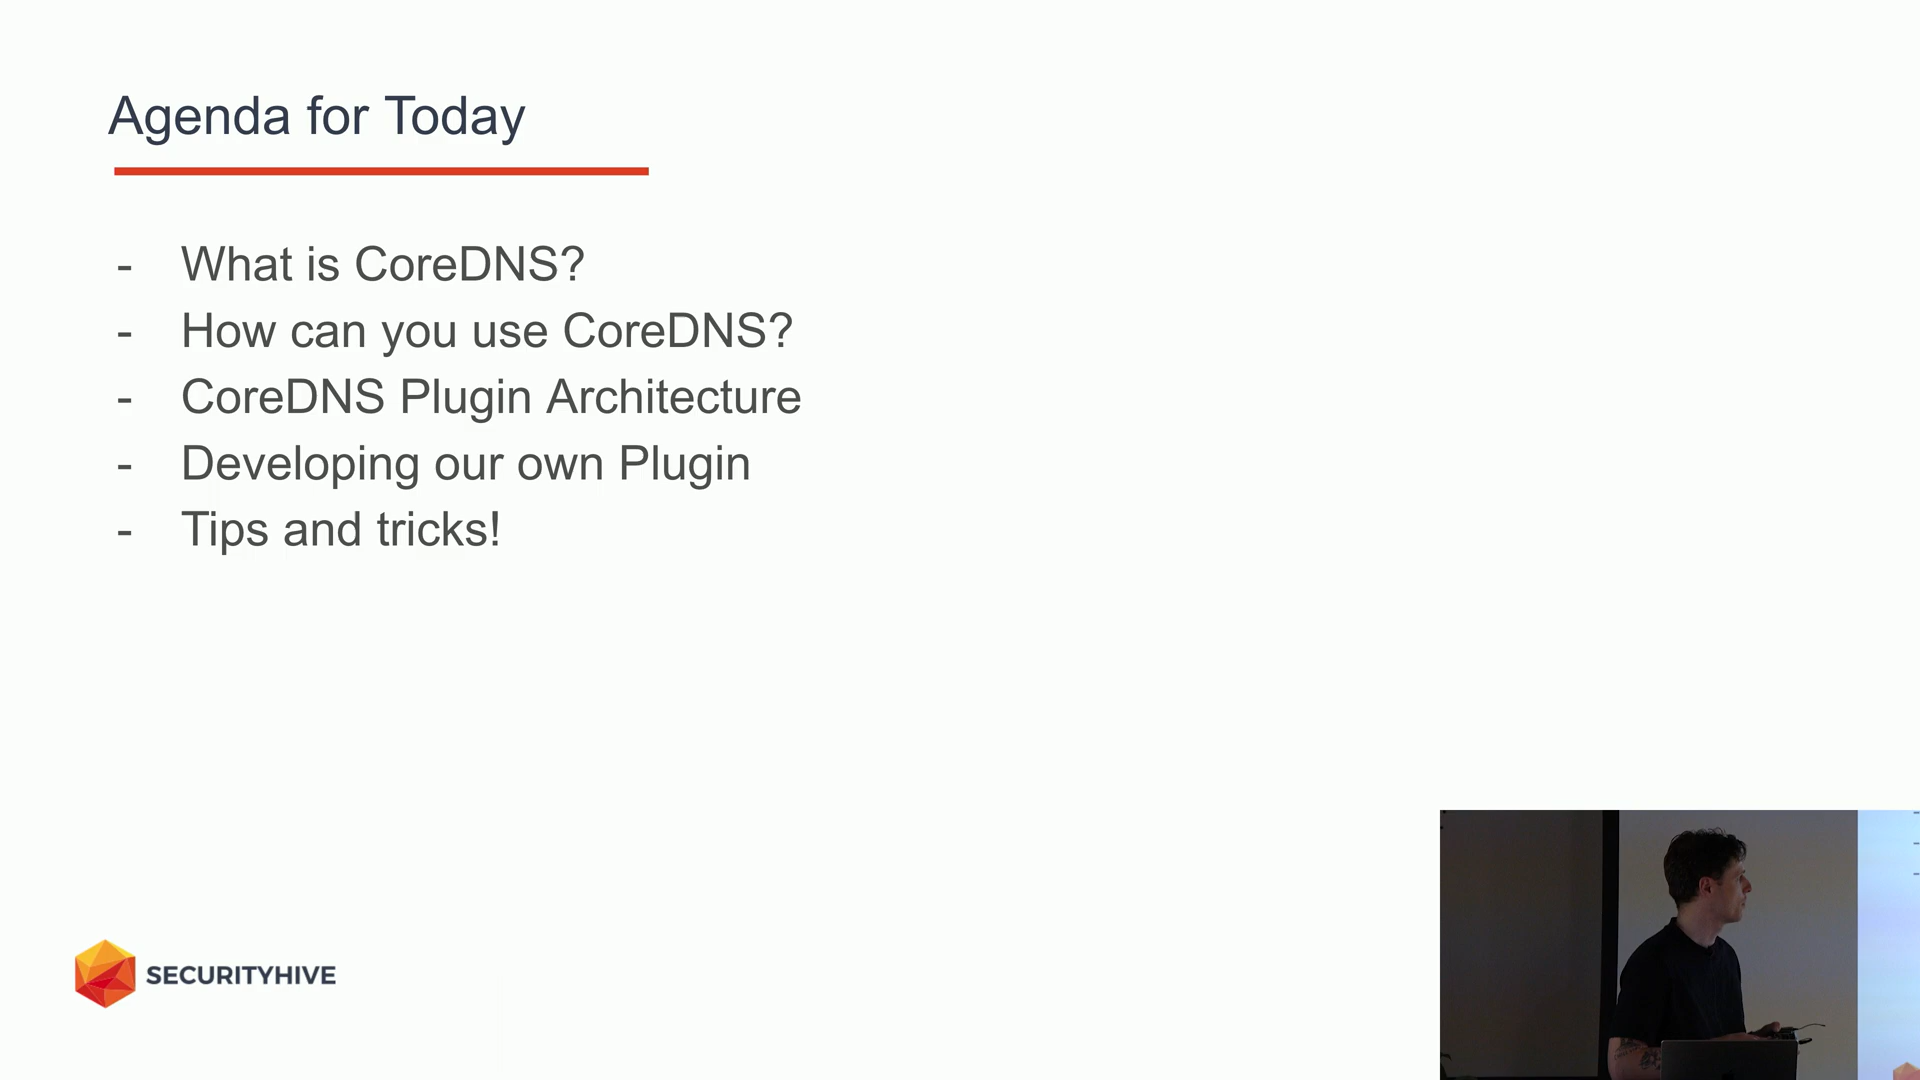 Agenda for Today
- What is CoreDNS?
- How can you use CoreDNS?
- CoreDNS Plugin Architecture
- Developing our own Plugin
- Tips and tricks!
SECURITYHIVE